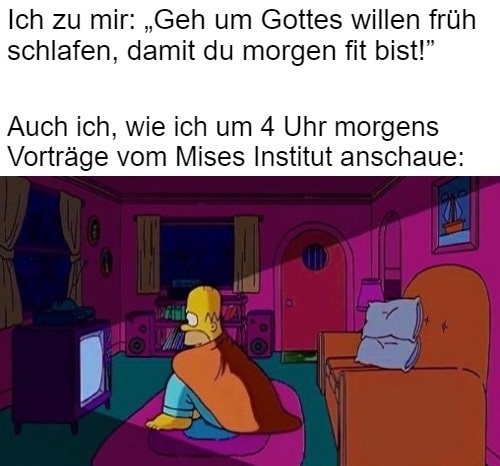 Ich zu mir: „Geh um Gottes willen früh
schlafen, damit du morgen fit bist!”
Auch ich, wie ich um 4 Uhr morgens
Vorträge vom Mises Institut anschaue: